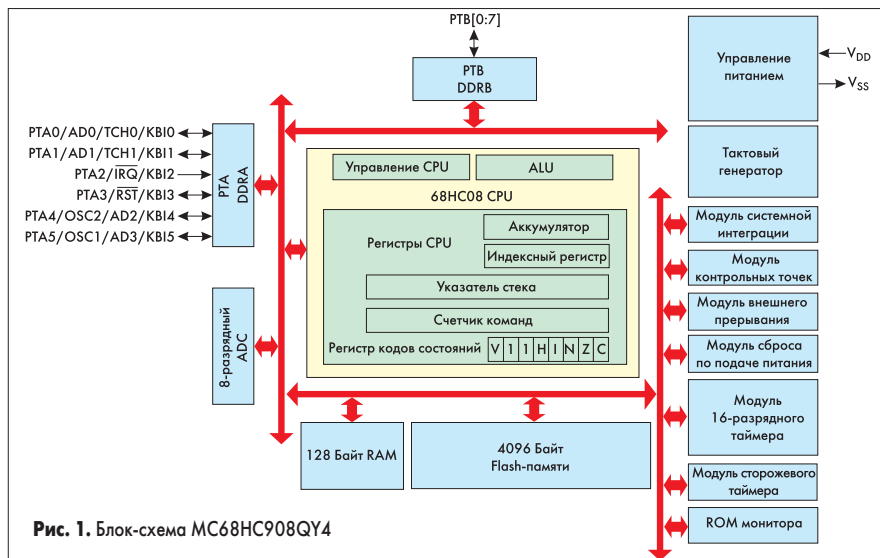 PTB[0:7]
PTB
DDRB
Управление
питанием
VDD
VSS
Тактовый
генератор
PTA0/AD0/TCH0/KBI0
PTA1/AD1/TCH1/KBI1
PTA2/IRQ/KBI2
PTA3/RST/KBI3
PTA4/OSC2/AD2/KBI4
PTA5/OSC1/AD3/KBI5
PTA
DDRA
8-разрядный
ADC
Управление CPU
ALU
68HC08 CPU
Регистры CPU
Аккумулятор
Индексный регистр
Указатель стека
Счетчик команд
Регистр кодов состояний
V 1 1 H I N Z C
Модуль системной
интеграции
Модуль
контрольных точек
Модуль внешнего
прерывания
Модуль сброса
по подаче питания
Модуль
16-разрядного
таймера
Модуль сторожевого
таймера
ROM монитора
128 Байт RAM
4096 Байт
Flash-памяти
Рис. 1. Блок-схема MC68HC908QY4